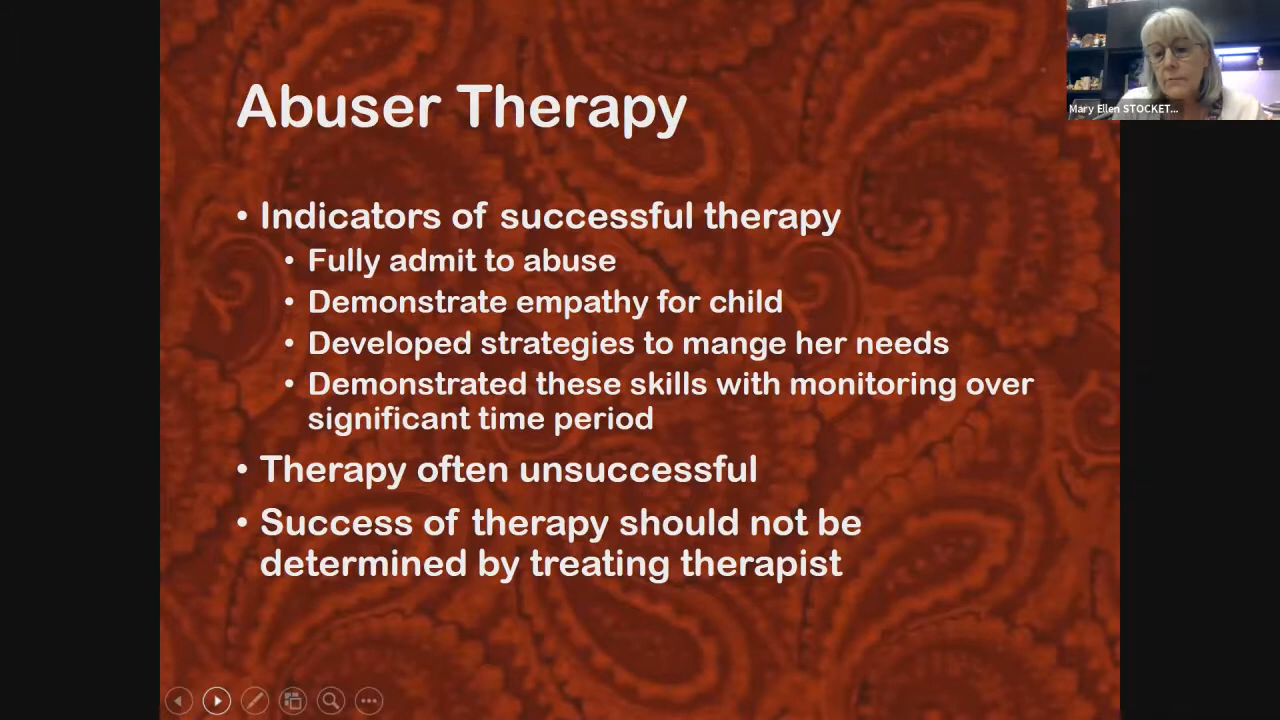 Abuser Therapy
• Indicators of successful therapy
• Fully admit to abuse
• Demonstrate empathy for child
• Developed strategies to mange her needs
• Demonstrated these skills with monitoring over
significant time period
• Therapy often unsuccessful
• Success of therapy should not be
determined by treating therapist
Mary Ellen STOCKET...